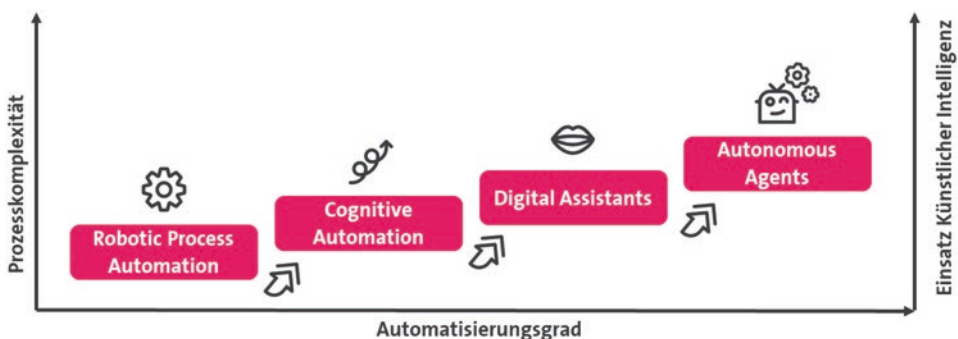 Prozesskomplexität
Robotic Process
Automation
Cognitive
Automation
Digital Assistants
Autonomous
Agents
Einsatz Künstlicher Intelligenz
Automatisierungsgrad